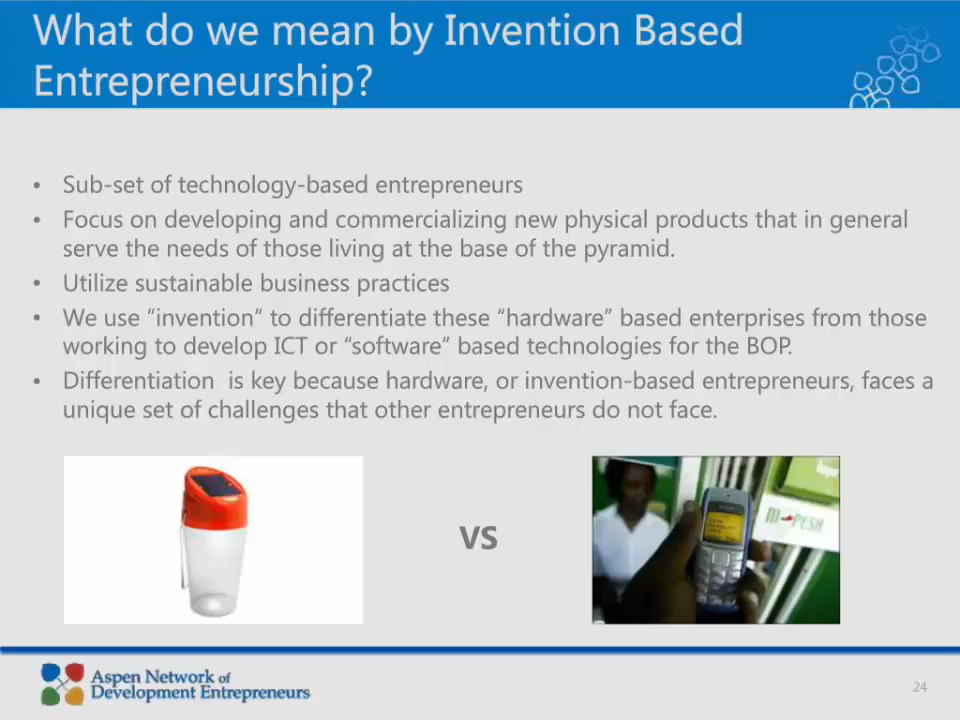 What do we mean by Invention Based
Entrepreneurship?
• Sub-set of technology-based entrepreneurs
• Focus on developing and commercializing new physical products that in general
serve the needs of those living at the base of the pyramid.
• Utilize sustainable business practices
• We use “invention” to differentiate these “hardware” based enterprises from those
working to develop ICT or “software” based technologies for the BOP.
• Differentiation  is key because hardware, or invention-based entrepreneurs, faces a
unique set of challenges that other entrepreneurs do not face.
vs
M-PESA
Aspen Network of
Development Entrepreneurs
24